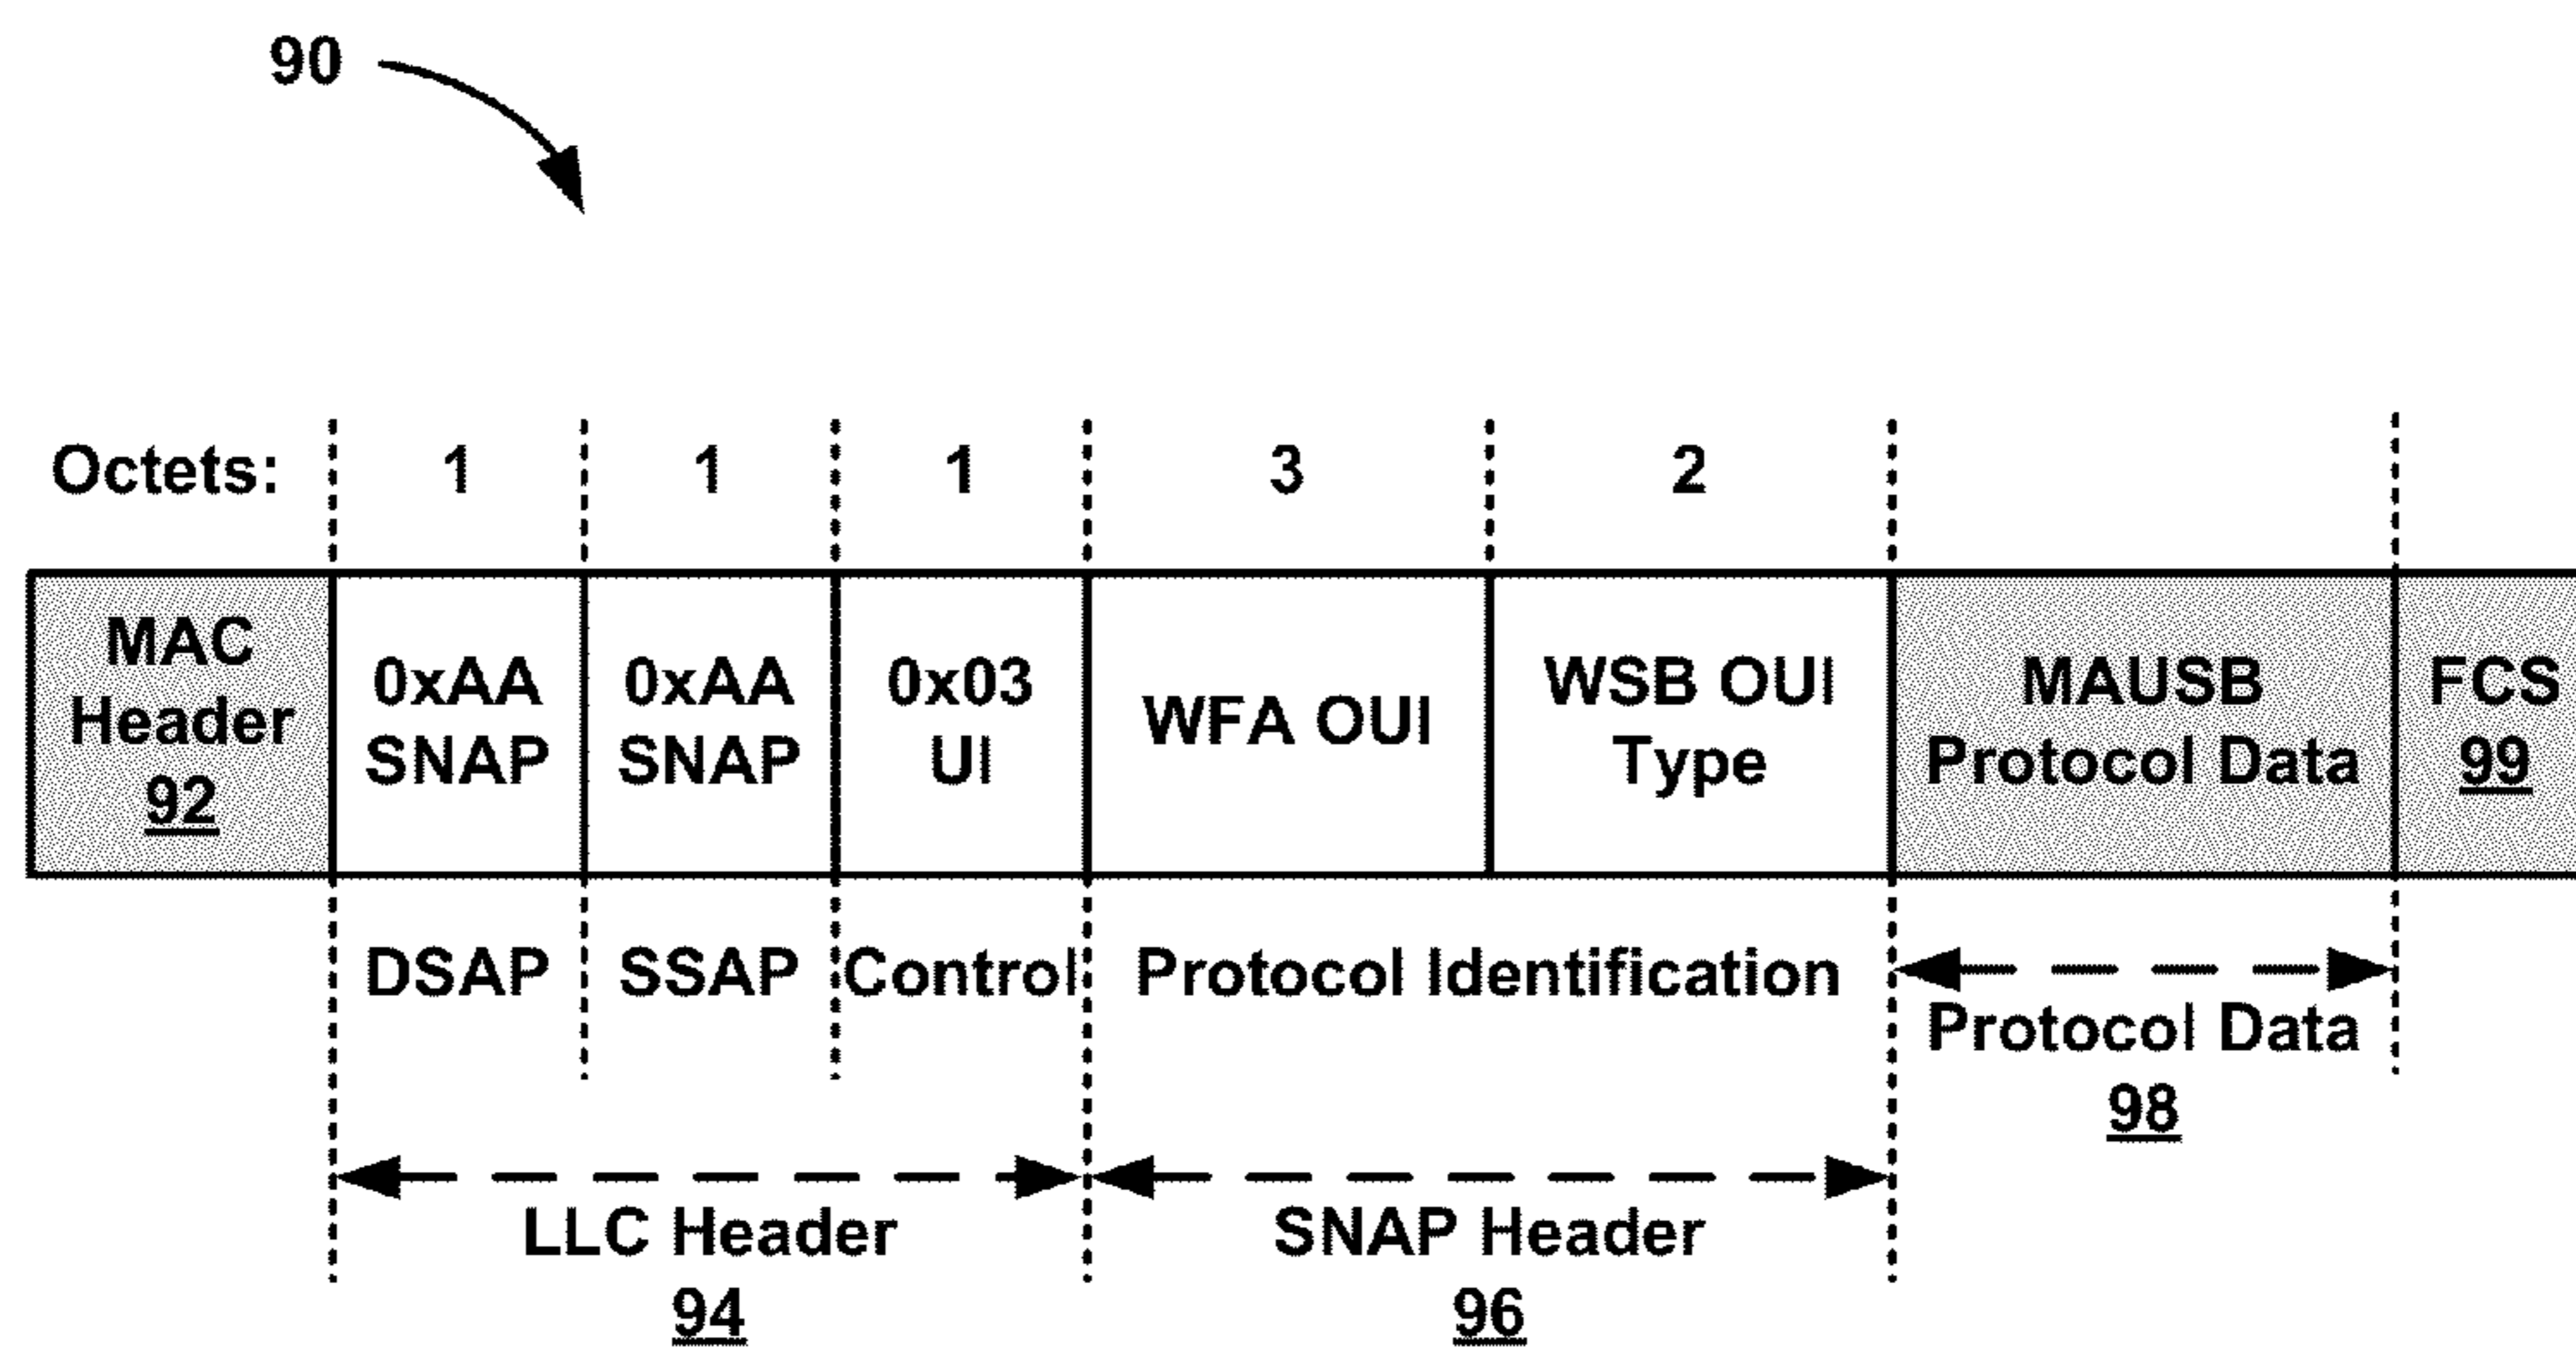 90
Octets: 1 1 1 3 2
MAC
Header
92
0xAA
SNAP
0xAA
SNAP
0x03
UI
WFA OUI
WSB OUI
Type
MAUSB
Protocol Data
FCS
99
DSAP SSAP Control Protocol Identification
Protocol Data
98
LLC Header
94
SNAP Header
96